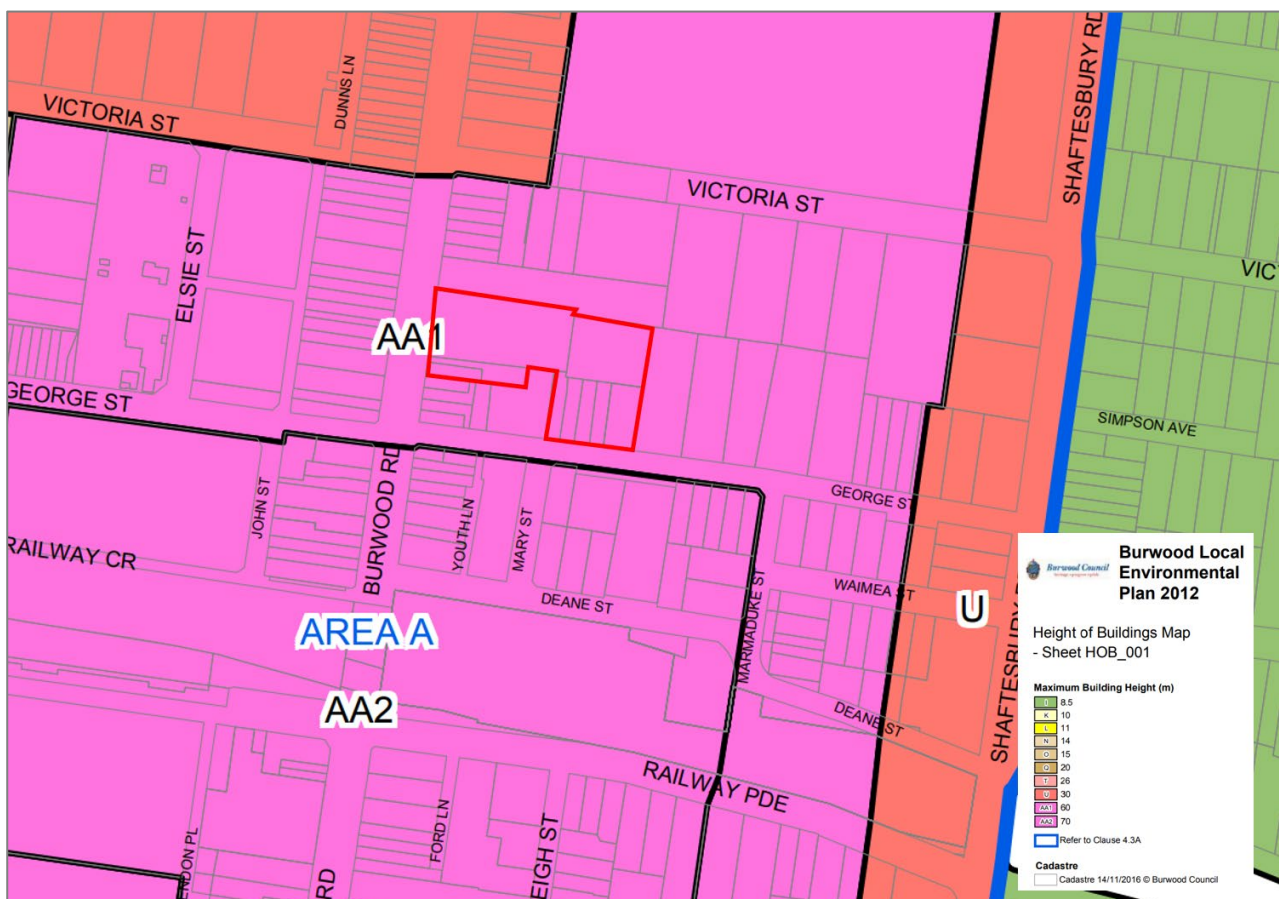 SHAFTESBURY RD
DUNNS LN
VICTORIA ST
VICTORIA ST
ELSIE ST
VIC
AA1
GEORGE ST
SIMPSON AVE
BURWOOD RD
JOHN ST
YOUTH LN
MARY ST
GEORGE ST
RAILWAY CR
DEANE ST
MARMADUKE ST
WAIMEA ST
AREA A
U
AA2
DEANE ST
SHAFTESBURY
RAILWAY PDE
FORD LN
EIGH ST
ENDON PL
RD
Burwood Council
Burwood Local
Environmental
Plan 2012
Height of Buildings Map
- Sheet HOB_001
Maximum Building Height (m)
8.5
K 10
L 11
N 14
O 15
Q 20
T 26
U 30
AA1 60
AA2 70
Refer to Clause 4.3A
Cadastre
Cadastre 14/11/2016 © Burwood Council